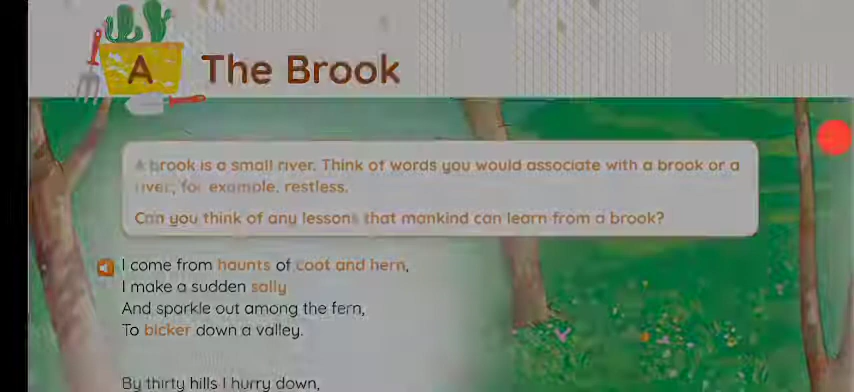 A The Brook
A brook is a small river. Think of words you would associate with a brook or a
river; for example, restless.
Can you think of any lessons that mankind can learn from a brook?
I come from haunts of coot and hern,
I make a sudden sally
And sparkle out among the fern,
To bicker down a valley.
By thirty hills I hurry down,